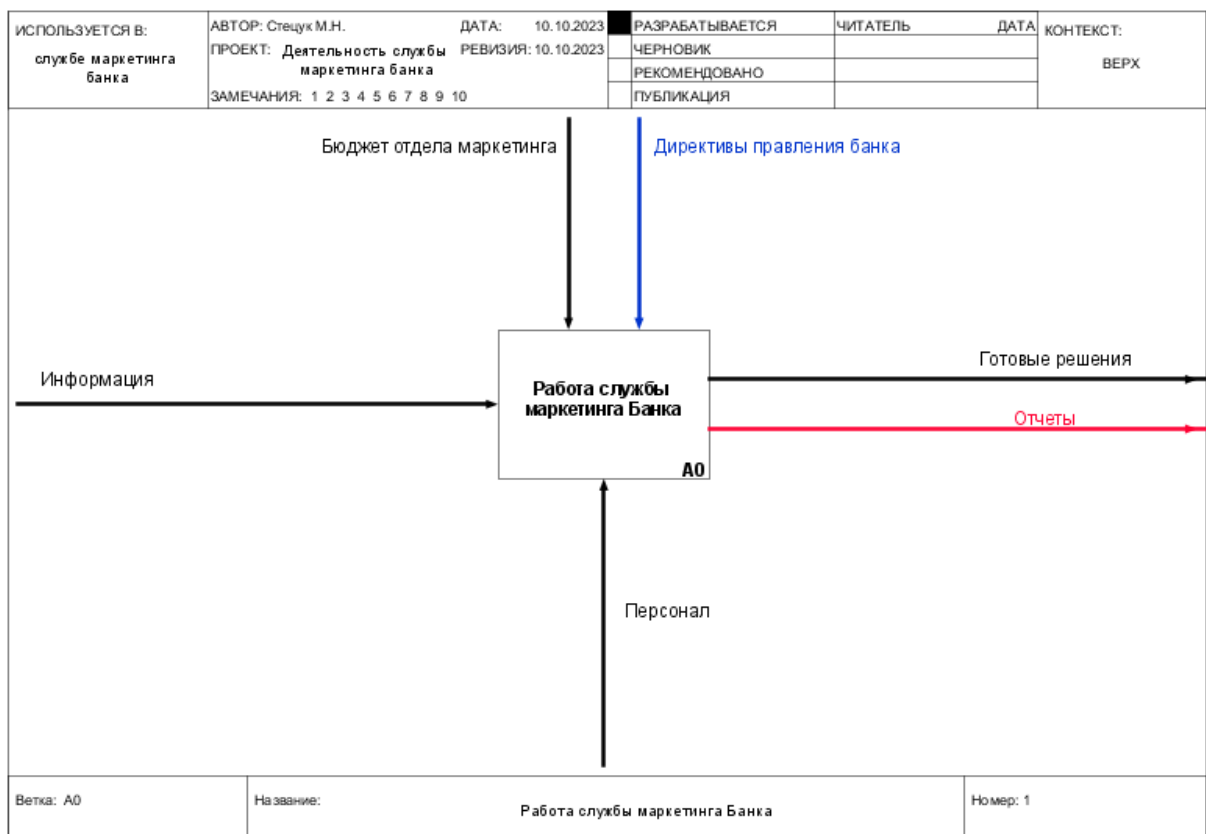 ИСПОЛЬЗУЕТСЯ В:
службе маркетинга
банка
АВТОР: Стецук М.Н.
ДАТА: 10.10.2023
ПРОЕКТ: Деятельность службы
маркетинга банка
РЕВИЗИЯ: 10.10.2023
ЗАМЕЧАНИЯ: 1 2 3 4 5 6 7 8 9 10
РАЗРАБАТЫВАЕТСЯ
ЧЕРНОВИК
РЕКОМЕНДОВАНО
ПУБЛИКАЦИЯ
ЧИТАТЕЛЬ ДАТА
КОНТЕКСТ:
ВЕРХ
Бюджет отдела маркетинга
Директивы правления банка
Информация
Работа службы
маркетинга Банка
A0
Готовые решения
Отчеты
Персонал
Ветка: A0
Название:
Работа службы маркетинга Банка
Номер: 1